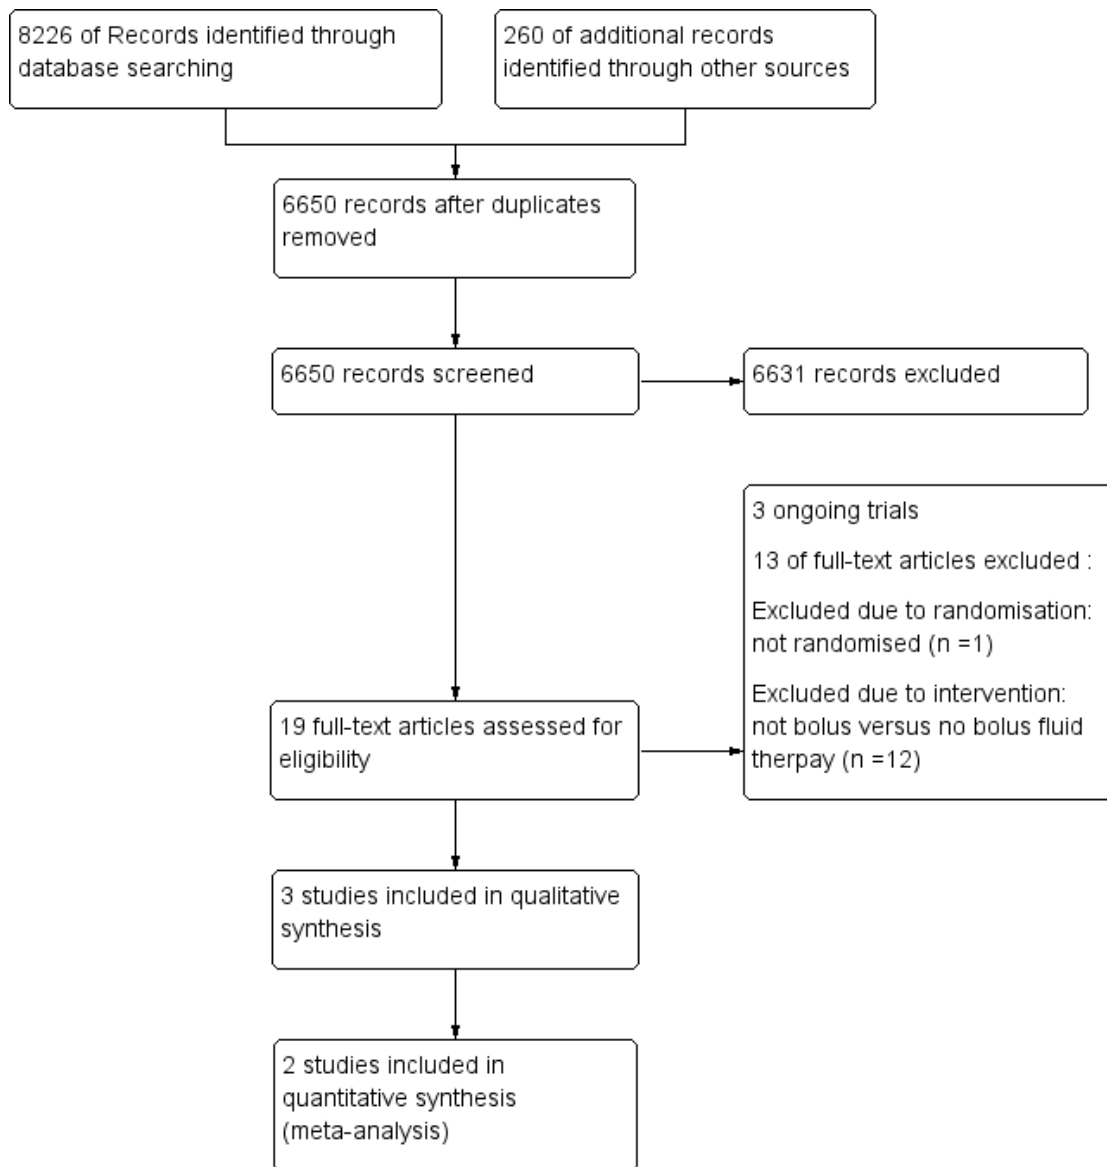 8226 of Records identified through
database searching
260 of additional records
identified through other sources
6650 records after duplicates
removed
6650 records screened
6631 records excluded
3 ongoing trials
13 of full-text articles excluded :
Excluded due to randomisation:
not randomised (n =1)
Excluded due to intervention:
not bolus versus no bolus fluid
therpay (n =12)
19 full-text articles assessed for
eligibility
3 studies included in qualitative
synthesis
2 studies included in
quantitative synthesis
(meta-analysis)